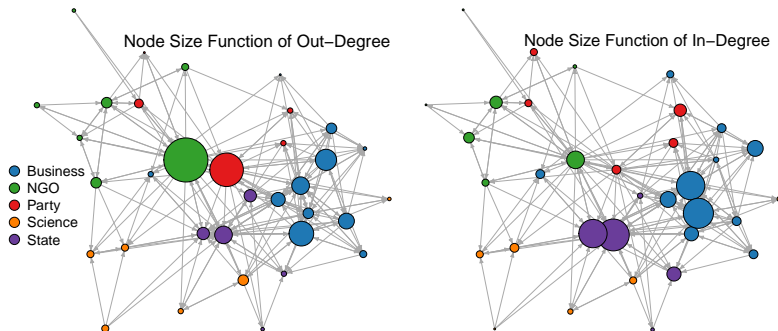 Node Size Function of Out−Degree
Node Size Function of In−Degree
Business
NGO
Party
Science
State